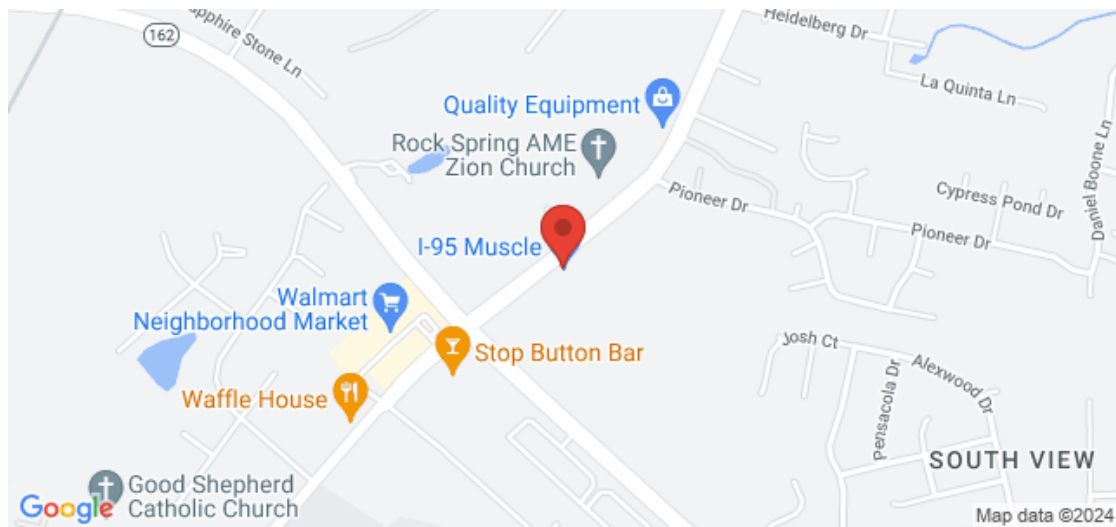 162
Sapphire Stone Ln
Heidelberg Dr
La Quinta Ln
Quality Equipment
Rock Spring AME
Zion Church
Pioneer Dr
Cypress Pond Dr
Daniel Boone Ln
Pioneer Dr
I-95 Muscle
Walmart
Neighborhood Market
Stop Button Bar
Josh Ct
Alexwood Dr
Pensacola Dr
Waffle House
SOUTH VIEW
Good Shepherd
Catholic Church
Google
Map data ©2024